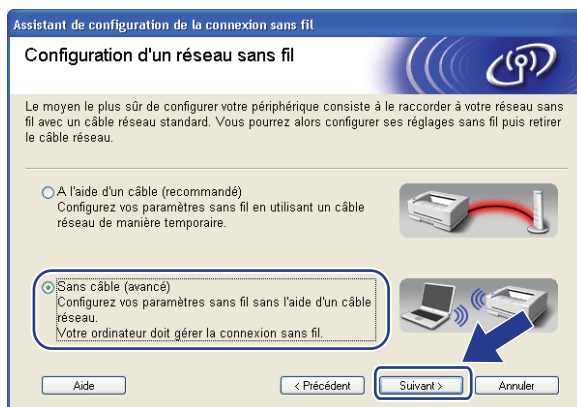 Assistant de configuration de la connexion sans fil
Configuration d'un réseau sans fil
Le moyen le plus sûr de configurer votre périphérique consiste à le raccorder à votre réseau sans
fil avec un câble réseau standard. Vous pourrez alors configurer ses réglages sans fil puis retirer
le câble réseau.
A l'aide d'un câble (recommandé)
Configurez vos paramètres sans fil en utilisant un câble
réseau de manière temporaire.
Sans câble (avancé)
Configurez vos paramètres sans fil sans l'aide d'un câble
réseau.
Votre ordinateur doit gérer la connexion sans fil.
Aide
< Précédent
Suivant >
Annuler